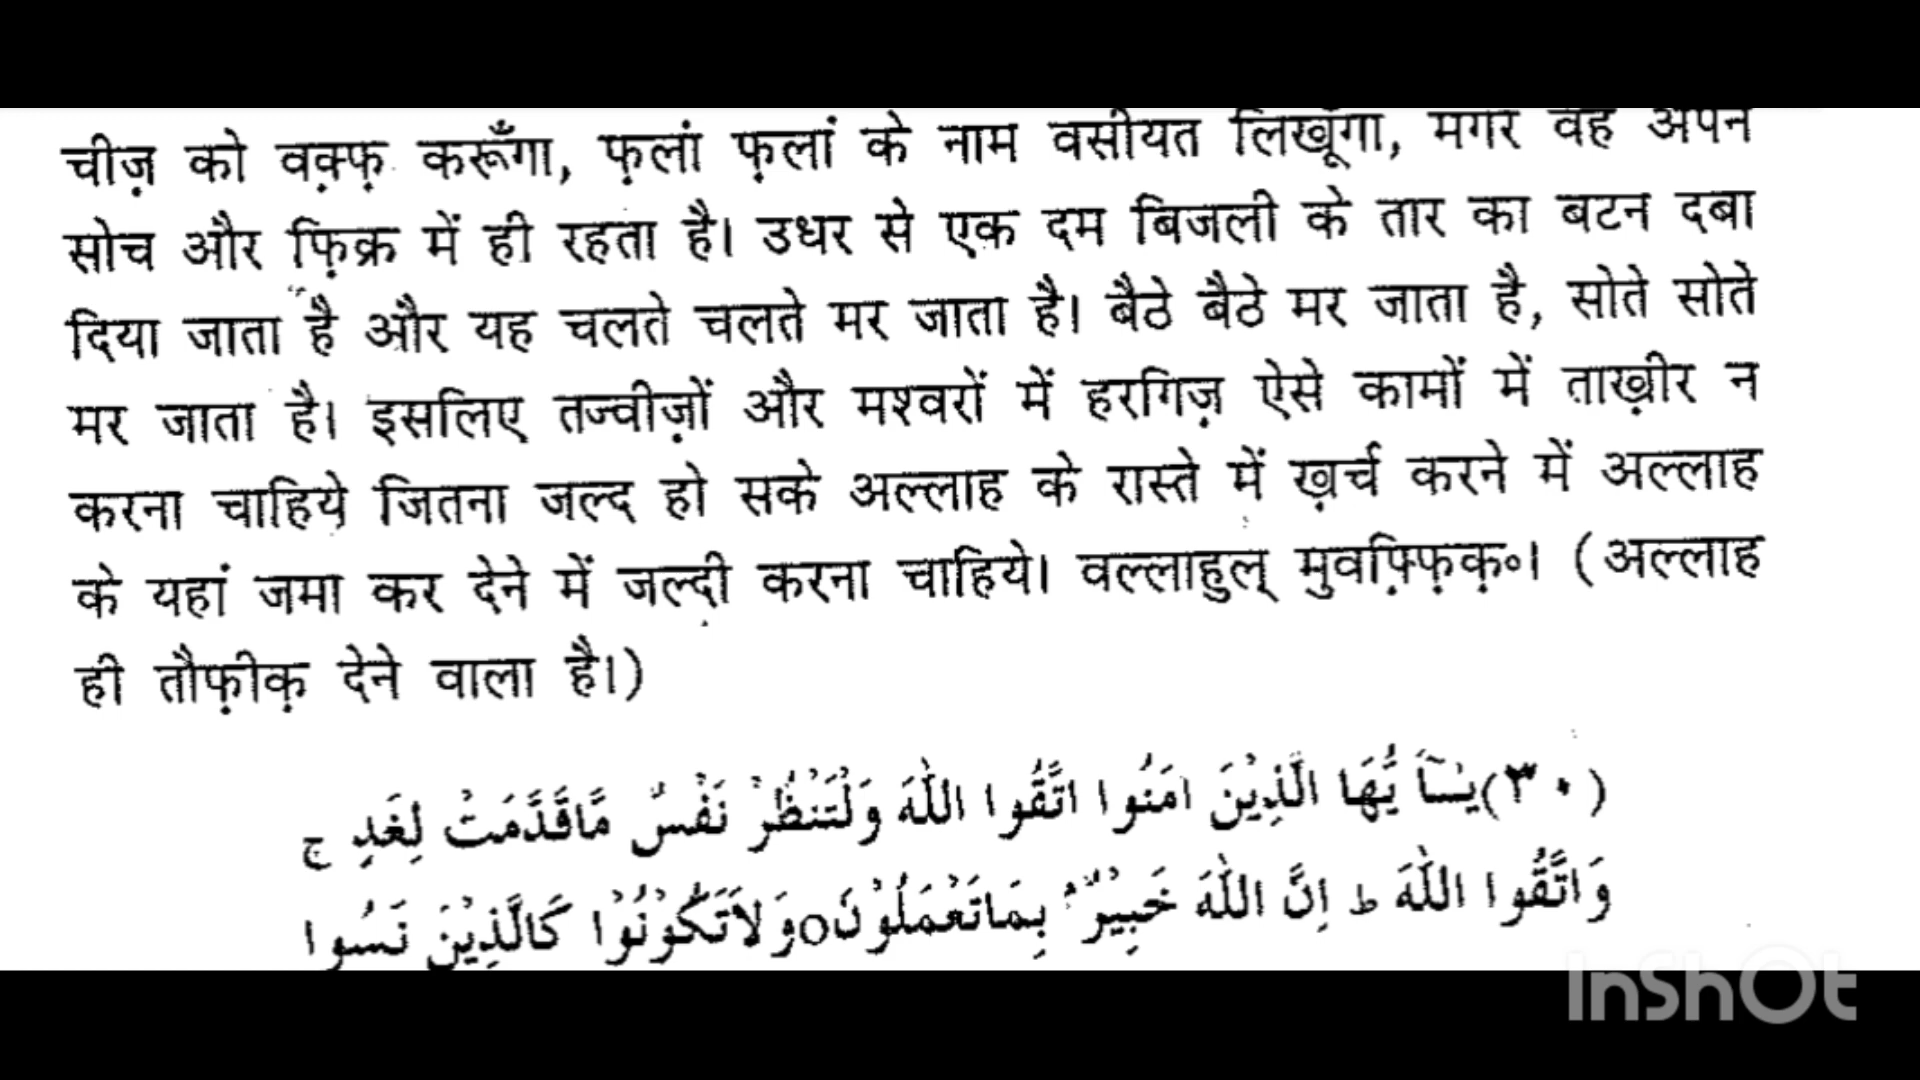 चीज़ को वक़्फ़ करूँगा, फ़लां फ़लां के नाम वसीयत लिखूँगा, मगर वह अपने
सोच और फ़िक्र में ही रहता है। उधर से एक दम बिजली के तार का बटन दबा
दिया जाता है और यह चलते चलते मर जाता है। बैठे बैठे मर जाता है, सोते सोते
मर जाता है। इसलिए तज्वीज़ों और मश्वरों में हरगिज़ ऐसे कामों में ताख़ीर न
करना चाहिये जितना जल्द हो सके अल्लाह के रास्ते में ख़र्च करने में अल्लाह
के यहां जमा कर देने में जल्दी करना चाहिये। वल्लाहुल् मुवफ़्फ़िक़॰। (अल्लाह
ही तौफ़ीक़ देने वाला है।)
(٣٠) يٰٓاَ يُّهَا الَّذِيْنَ اٰمَنُوا اتَّقُوا اللّٰهَ وَلْتَنْظُرْ نَفْسٌ مَّاقَدَّمَتْ لِغَدٍ ج
وَاتَّقُوا اللّٰهَ ط اِنَّ اللّٰهَ خَبِيْرٌ ۢ بِمَاتَعْمَلُوْنَ o وَلَاتَكُوْنُوْا كَالَّذِيْنَ نَسُوا
InShOt